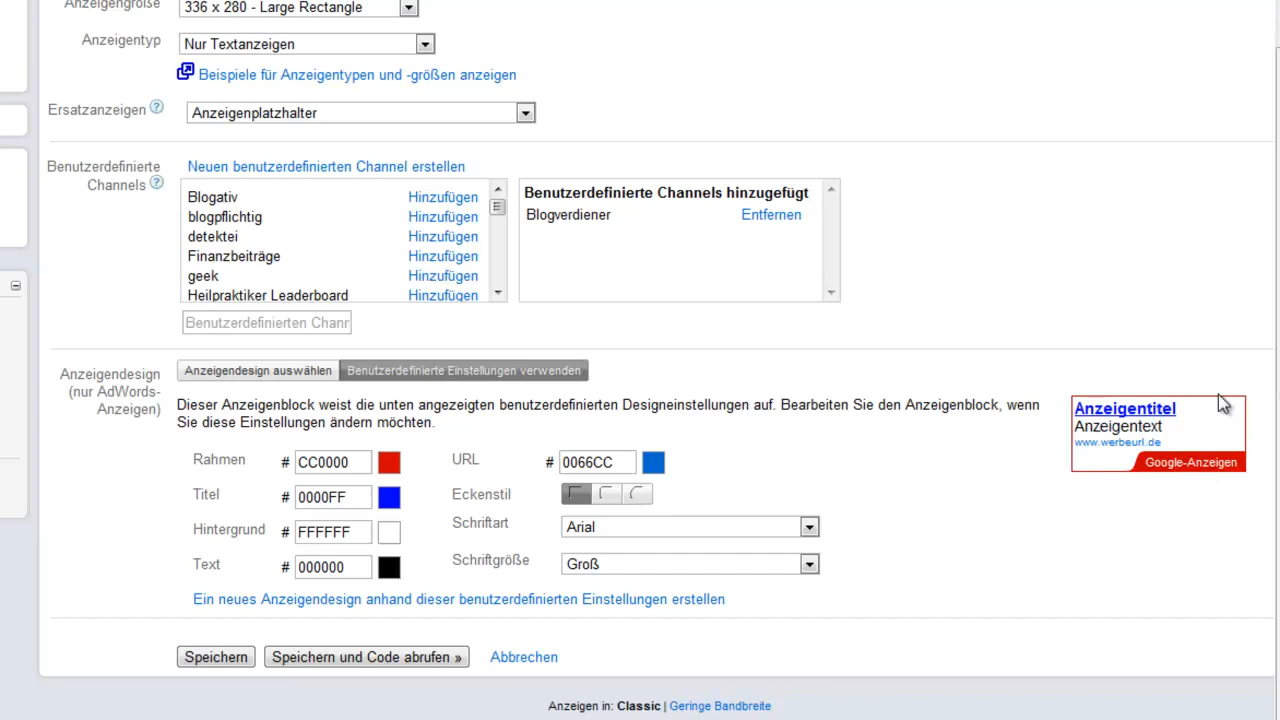 Anzeigengröße
336 x 280 - Large Rectangle
Anzeigentyp
Nur Textanzeigen
Beispiele für Anzeigentypen und -größen anzeigen
Ersatzanzeigen ?
Anzeigenplatzhalter
Benutzerdefinierte
Channels ?
Neuen benutzerdefinierten Channel erstellen
Blogativ Hinzufügen
blogpflichtig Hinzufügen
detektei Hinzufügen
Finanzbeiträge Hinzufügen
geek Hinzufügen
Heilpraktiker Leaderboard Hinzufügen
Benutzerdefinierte Channels hinzugefügt
Blogverdiener Entfernen
Benutzerdefinierten Chanr
Anzeigendesign
(nur AdWords-
Anzeigen)
Anzeigendesign auswählen Benutzerdefinierte Einstellungen verwenden
Dieser Anzeigenblock weist die unten angezeigten benutzerdefinierten Designeinstellungen auf. Bearbeiten Sie den Anzeigenblock, wenn
Sie diese Einstellungen ändern möchten.
Rahmen # CC0000
Titel # 0000FF
Hintergrund # FFFFFF
Text # 000000
URL # 0066CC
Eckenstil
Schriftart Arial
Schriftgröße Groß
Anzeigentitel
Anzeigentext
www.werbeurl.de
Google-Anzeigen
Ein neues Anzeigendesign anhand dieser benutzerdefinierten Einstellungen erstellen
Speichern Speichern und Code abrufen » Abbrechen
Anzeigen in: Classic | Geringe Bandbreite